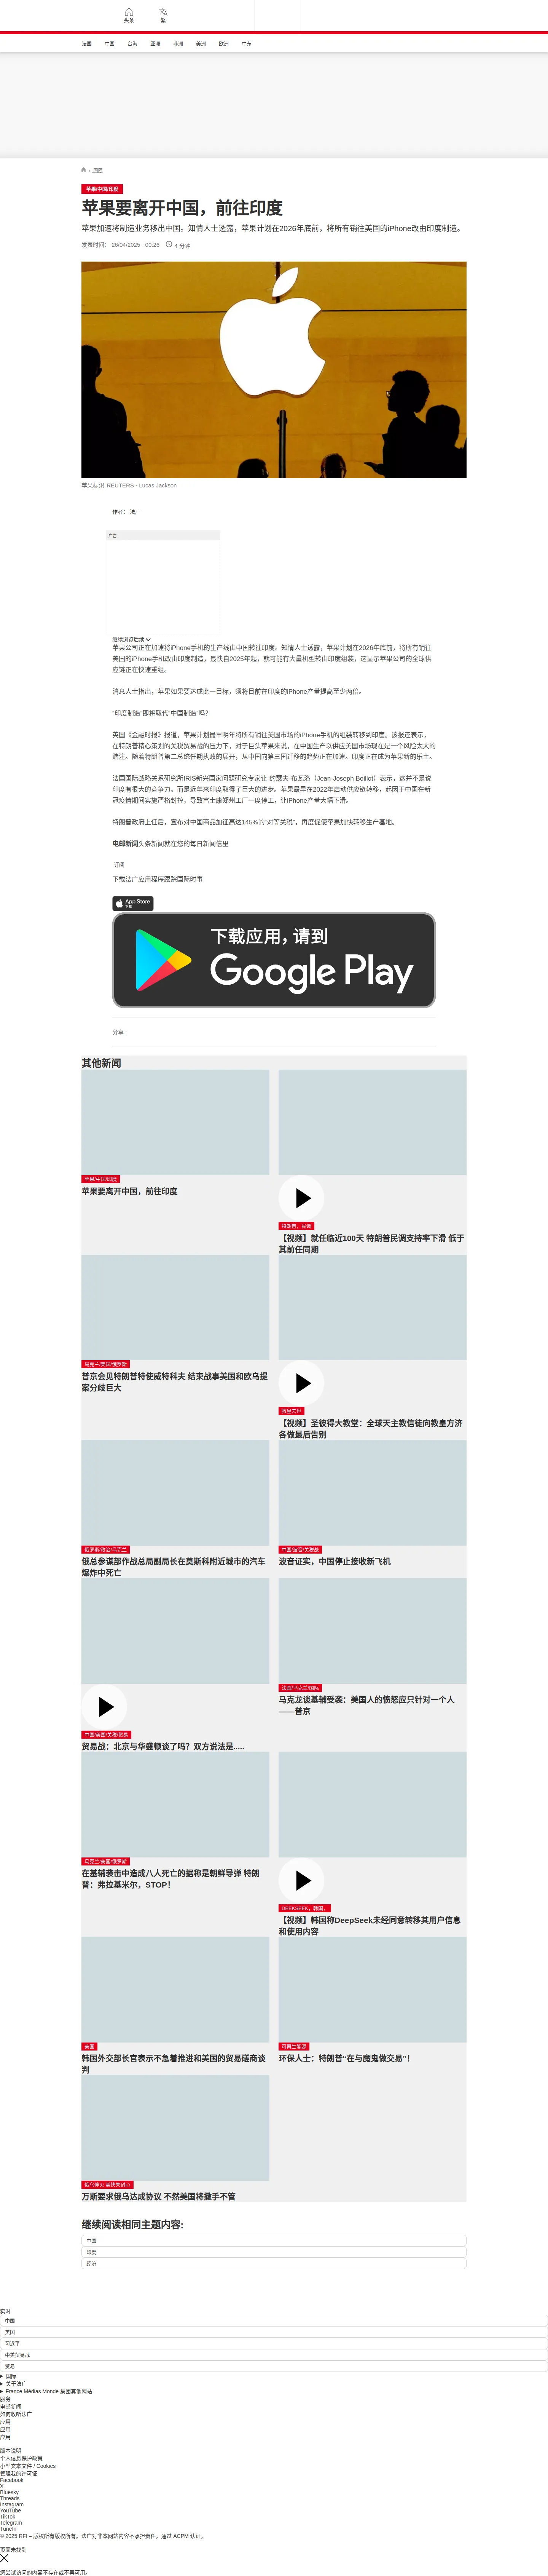 头条
繁
法国 中国 台海 亚洲 非洲 美洲 欧洲 中东
/ 国际
苹果/中国/印度
苹果要离开中国，前往印度
苹果加速将制造业务移出中国。知情人士透露，苹果计划在2026年底前，将所有销往美国的iPhone改由印度制造。
发表时间： 26/04/2025 - 00:26 4 分钟
苹果标识 REUTERS - Lucas Jackson
作者： 法广
广告
继续浏览后续
苹果公司正在加速将iPhone手机的生产线由中国转往印度。知情人士透露，苹果计划在2026年底前，将所有销往
美国的iPhone手机改由印度制造，最快自2025年起，就可能有大量机型转由印度组装，这显示苹果公司的全球供
应链正在快速重组。
消息人士指出，苹果如果要达成此一目标，须将目前在印度的iPhone产量提高至少两倍。
“印度制造”即将取代“中国制造”吗?
英国《金融时报》报道，苹果计划最早明年将所有销往美国市场的iPhone手机的组装转移到印度。该报还表示，
在特朗普精心策划的关税贸易战的压力下，对于巨头苹果来说，在中国生产以供应美国市场现在是一个风险太大的
赌注。随着特朗普第二总统任期执政的展开，从中国向第三国迁移的趋势正在加速。印度正在成为苹果新的乐土。
法国国际战略关系研究所IRIS新兴国家问题研究专家让-约瑟夫-布瓦洛（Jean-Joseph Boillot）表示，这并不是说
印度有很大的竞争力，而是近年来印度取得了巨大的进步。苹果最早在2022年启动供应链转移，起因于中国在新
冠疫情期间实施严格封控，导致富士康郑州工厂一度停工，让iPhone产量大幅下滑。
特朗普政府上任后，宣布对中国商品加征高达145%的“对等关税”，再度促使苹果加快转移生产基地。
电邮新闻头条新闻就在您的每日新闻信里
订阅
下载法广应用程序跟踪国际时事
App Store
下载
下载应用，请到
Google Play
分享 :
其他新闻
苹果/中国/印度
苹果要离开中国，前往印度
特朗普，民调
【视频】就任临近100天 特朗普民调支持率下滑 低于
其前任同期
乌克兰/美国/俄罗斯
普京会见特朗普特使威特科夫 结束战事美国和欧乌提
案分歧巨大
教皇去世
【视频】圣彼得大教堂：全球天主教信徒向教皇方济
各做最后告别
俄罗斯/政治/乌克兰
俄总参谋部作战总局副局长在莫斯科附近城市的汽车
爆炸中死亡
中国/波音/关税战
波音证实，中国停止接收新飞机
中国/美国/关税/贸易
贸易战：北京与华盛顿谈了吗？双方说法是.....
法国/乌克兰/国际
马克龙谈基辅受袭：美国人的愤怒应只针对一个人
——普京
乌克兰/美国/俄罗斯
在基辅袭击中造成八人死亡的据称是朝鲜导弹 特朗
普：弗拉基米尔，STOP！
DEEKSEEK，韩国,
【视频】韩国称DeepSeek未经同意转移其用户信息
和使用内容
美国
韩国外交部长官表示不急着推进和美国的贸易磋商谈
判
可再生能源
环保人士：特朗普“在与魔鬼做交易”！
俄乌停火 普快失耐心
万斯要求俄乌达成协议 不然美国将撒手不管
继续阅读相同主题内容:
中国
印度
经济
实时
中国
美国
习近平
中美贸易战
贸易
国际
关于法广
France Médias Monde 集团其他网站
服务
电邮新闻
如何收听法广
应用
应用
应用
版本说明
个人信息保护政策
小型文本文件 / Cookies
管理我的许可证
Facebook
X
Bluesky
Threads
Instagram
YouTube
TikTok
Telegram
TuneIn
© 2025 RFI – 版权所有版权所有。法广对非本网站内容不承担责任。通过 ACPM 认证。
页面未找到
您尝试访问的内容不存在或不再可用。